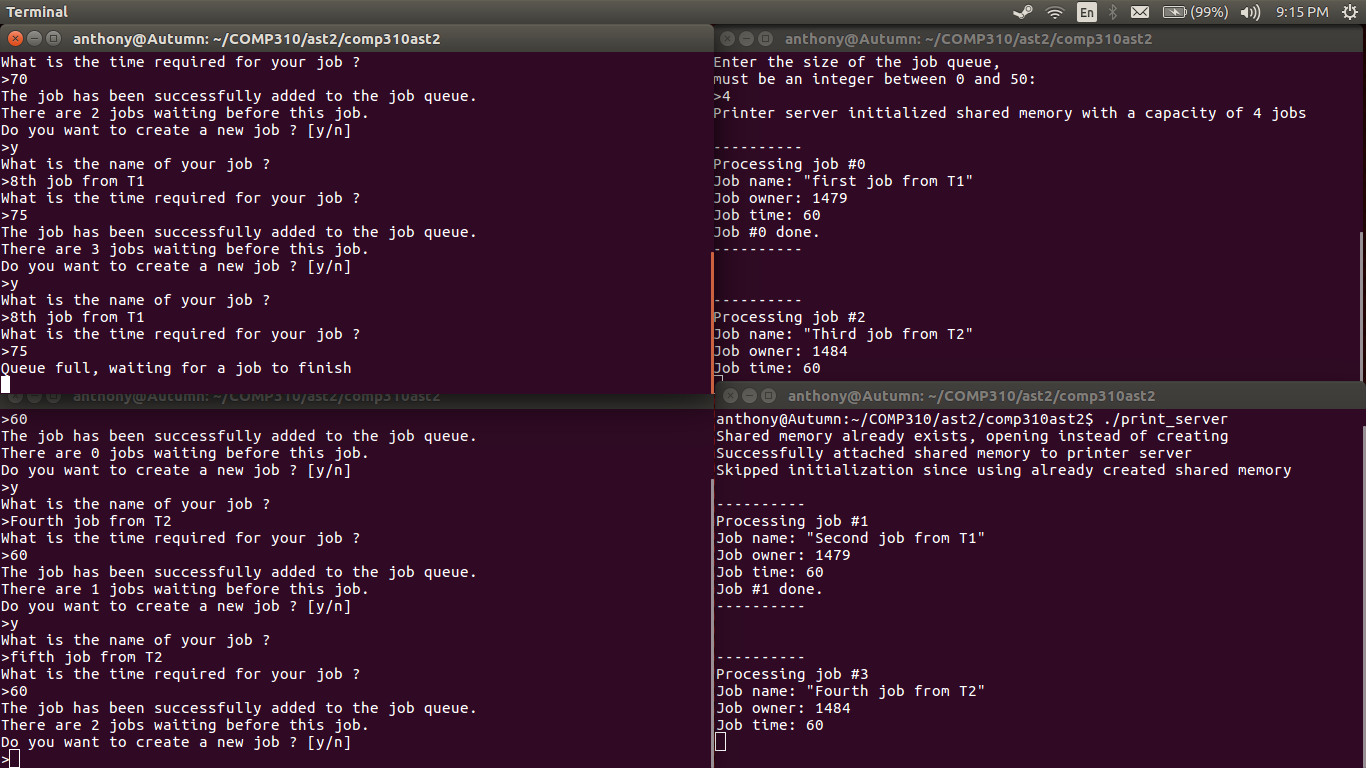 Terminal
En
(99%)
9:15 PM
anthony@Autumn: ~/COMP310/ast2/comp310ast2
What is the time required for your job ?
>70
The job has been successfully added to the job queue.
There are 2 jobs waiting before this job.
Do you want to create a new job ? [y/n]
>y
What is the name of your job ?
>8th job from T1
What is the time required for your job ?
>75
The job has been successfully added to the job queue.
There are 3 jobs waiting before this job.
Do you want to create a new job ? [y/n]
>y
What is the name of your job ?
>8th job from T1
What is the time required for your job ?
>75
Queue full, waiting for a job to finish
anthony@Autumn: ~/COMP310/ast2/comp310ast2
Enter the size of the job queue,
must be an integer between 0 and 50:
>4
Printer server initialized shared memory with a capacity of 4 jobs
----------
Processing job #0
Job name: "first job from T1"
Job owner: 1479
Job time: 60
Job #0 done.
----------
----------
Processing job #2
Job name: "Third job from T2"
Job owner: 1484
Job time: 60
anthony@Autumn: ~/COMP310/ast2/comp310ast2
>60
The job has been successfully added to the job queue.
There are 0 jobs waiting before this job.
Do you want to create a new job ? [y/n]
>y
What is the name of your job ?
>Fourth job from T2
What is the time required for your job ?
>60
The job has been successfully added to the job queue.
There are 1 jobs waiting before this job.
Do you want to create a new job ? [y/n]
>y
What is the name of your job ?
>fifth job from T2
What is the time required for your job ?
>60
The job has been successfully added to the job queue.
There are 2 jobs waiting before this job.
Do you want to create a new job ? [y/n]
>
anthony@Autumn: ~/COMP310/ast2/comp310ast2
anthony@Autumn:~/COMP310/ast2/comp310ast2$ ./print_server
Shared memory already exists, opening instead of creating
Successfully attached shared memory to printer server
Skipped initialization since using already created shared memory
----------
Processing job #1
Job name: "Second job from T1"
Job owner: 1479
Job time: 60
Job #1 done.
----------
----------
Processing job #3
Job name: "Fourth job from T2"
Job owner: 1484
Job time: 60